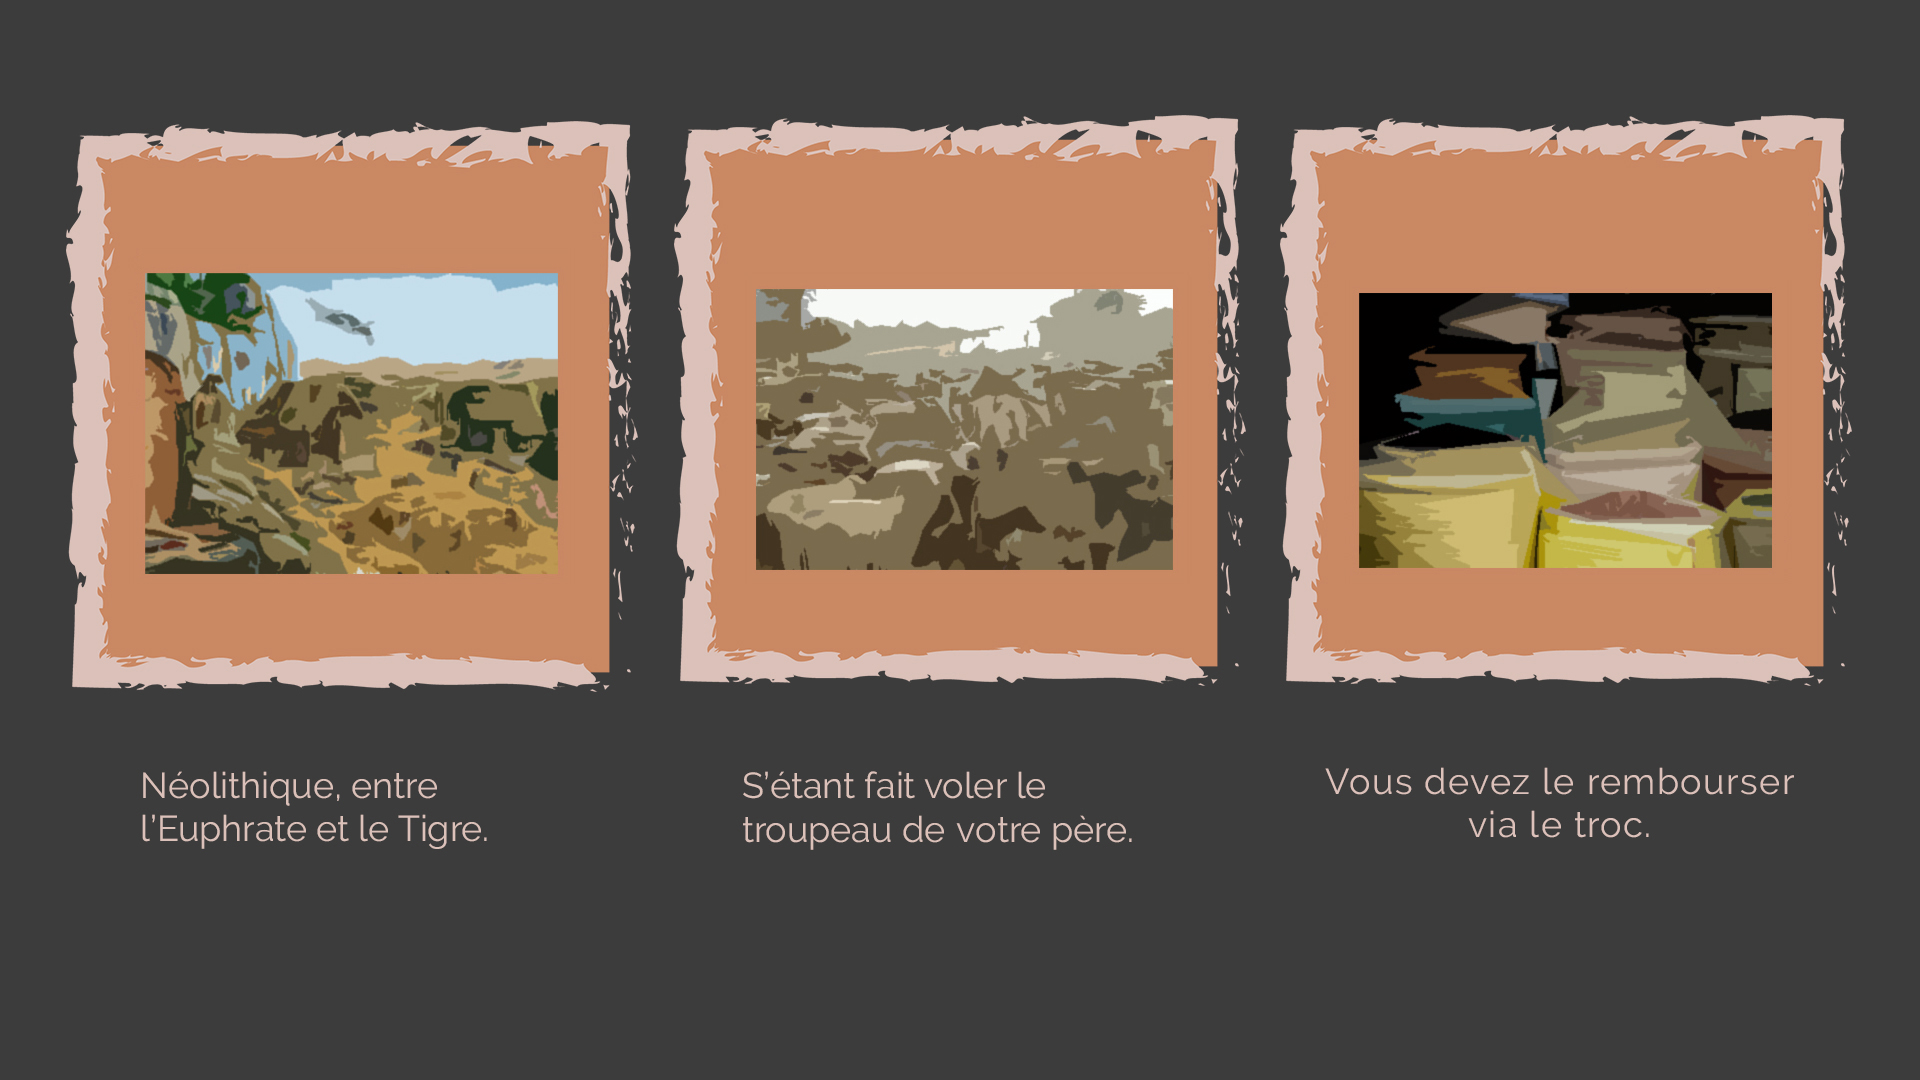 Néolithique, entre
l’Euphrate et le Tigre.
S’étant fait voler le
troupeau de votre père.
Vous devez le rembourser
via le troc.